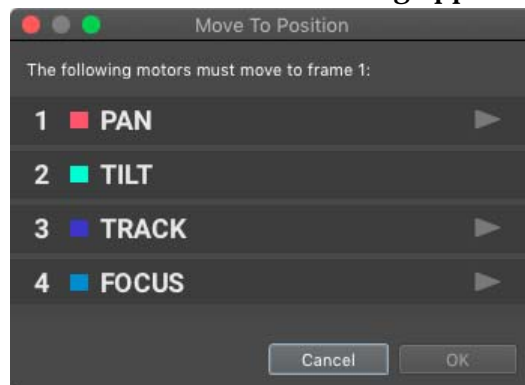 Move To Position
The following motors must move to frame 1:
1 PAN
2 TILT
3 TRACK
4 FOCUS
Cancel OK